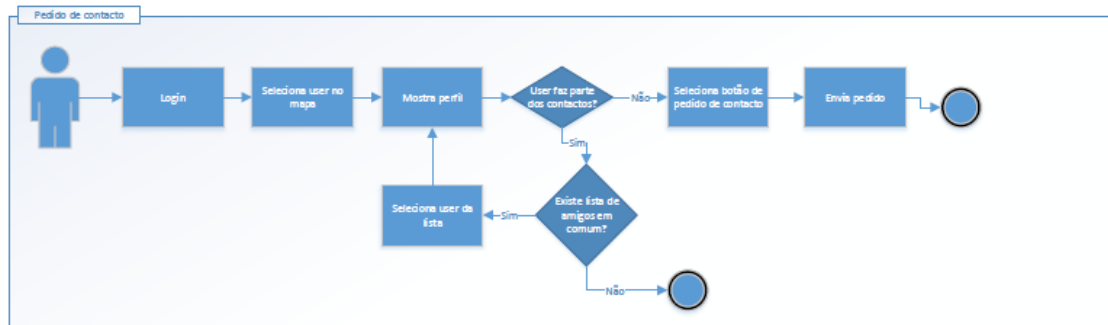 Pedido de contacto
Login
Seleciona user no
mapa
Mostra perfil
User faz parte
dos contactos?
Não
Seleciona botão de
pedido de contacto
Envia pedido
Sim
Seleciona user da
lista
Sim
Existe lista de
amigos em
comum?
Não